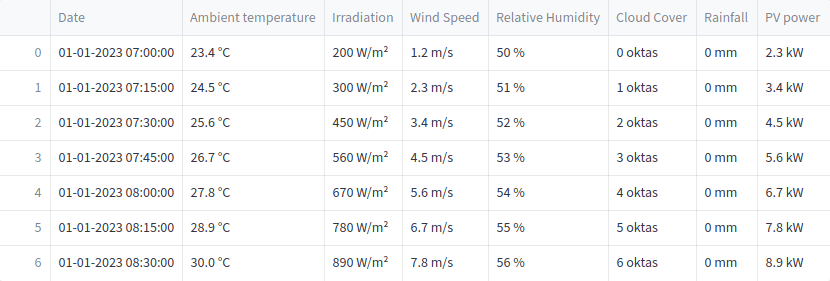 Date Ambient temperature Irradiation Wind Speed Relative Humidity Cloud Cover Rainfall PV power
0 01-01-2023 07:00:00 23.4 °C 200 W/m² 1.2 m/s 50 % 0 oktas 0 mm 2.3 kW
1 01-01-2023 07:15:00 24.5 °C 300 W/m² 2.3 m/s 51 % 1 oktas 0 mm 3.4 kW
2 01-01-2023 07:30:00 25.6 °C 450 W/m² 3.4 m/s 52 % 2 oktas 0 mm 4.5 kW
3 01-01-2023 07:45:00 26.7 °C 560 W/m² 4.5 m/s 53 % 3 oktas 0 mm 5.6 kW
4 01-01-2023 08:00:00 27.8 °C 670 W/m² 5.6 m/s 54 % 4 oktas 0 mm 6.7 kW
5 01-01-2023 08:15:00 28.9 °C 780 W/m² 6.7 m/s 55 % 5 oktas 0 mm 7.8 kW
6 01-01-2023 08:30:00 30.0 °C 890 W/m² 7.8 m/s 56 % 6 oktas 0 mm 8.9 kW